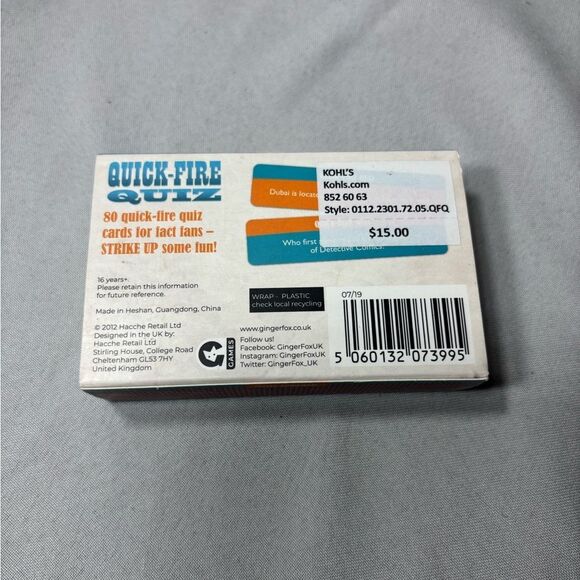 QUICK-FIRE
QUIZ
80 quick-fire quiz
cards for fact fans –
STRIKE UP some fun!
Dubai is locate
Who first
of Detective Comics
KOHL'S
Kohls.com
852 60 63
Style: 0112.2301.72.05.QFQ
$15.00
16 years+.
Please retain this information
for future reference.
Made in Heshan, Guangdong, China
© 2012 Hacche Retail Ltd
Designed in the UK by:
Hacche Retail Ltd
Stirling House, College Road
Cheltenham GL53 7HY
United Kingdom
GAMES
WRAP - PLASTIC
check local recycling
www.gingerfox.co.uk
Follow us!
Facebook: GingerFoxUK
Instagram: GingerFoxUK
Twitter: GingerFox_UK
07/19
5 060132 073995